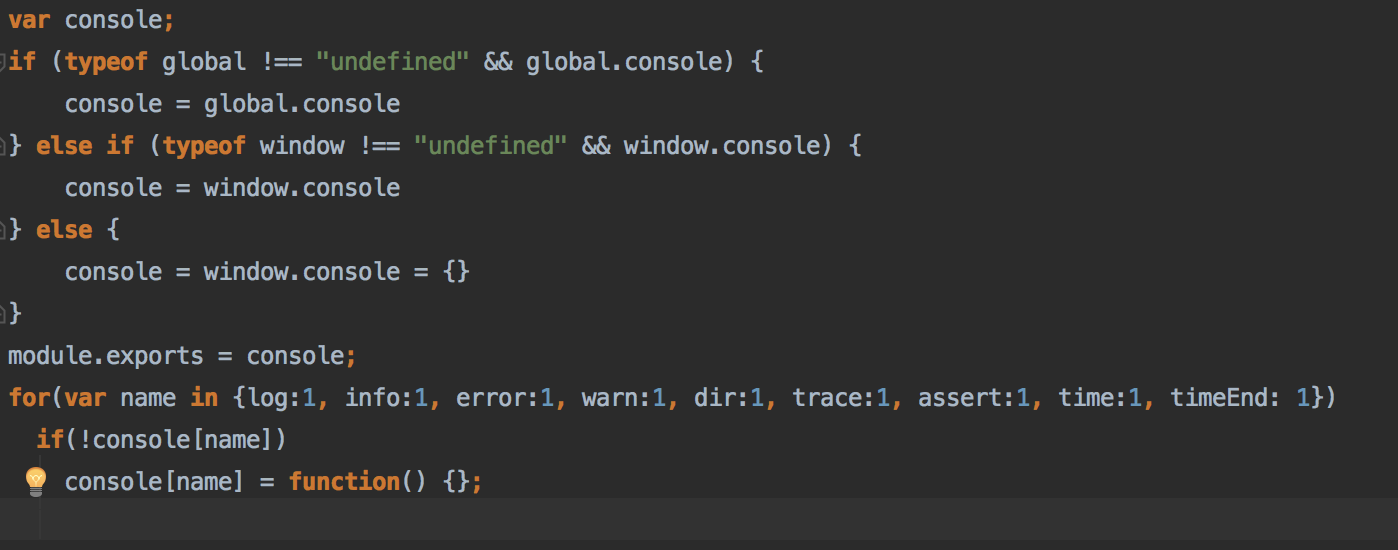 var console;
if (typeof global !== "undefined" && global.console) {
    console = global.console
} else if (typeof window !== "undefined" && window.console) {
    console = window.console
} else {
    console = window.console = {}
}
module.exports = console;
for(var name in {log:1, info:1, error:1, warn:1, dir:1, trace:1, assert:1, time:1, timeEnd: 1})
  if(!console[name])
    console[name] = function() {};